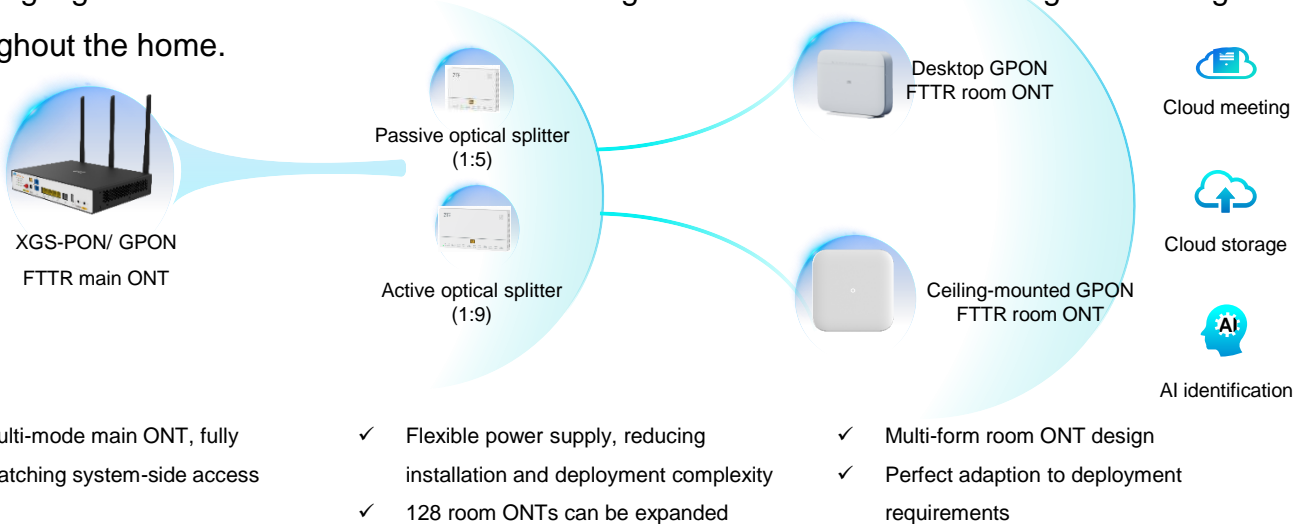 ghout the home.
XGS-PON/ GPON
FTTR main ONT
Passive optical splitter
(1:5)
Active optical splitter
(1:9)
Desktop GPON
FTTR room ONT
Ceiling-mounted GPON
FTTR room ONT
Cloud meeting
Cloud storage
AI
AI identification
ulti-mode main ONT, fully
atching system-side access
✓ Flexible power supply, reducing
installation and deployment complexity
✓ 128 room ONTs can be expanded
✓ Multi-form room ONT design
✓ Perfect adaption to deployment
requirements